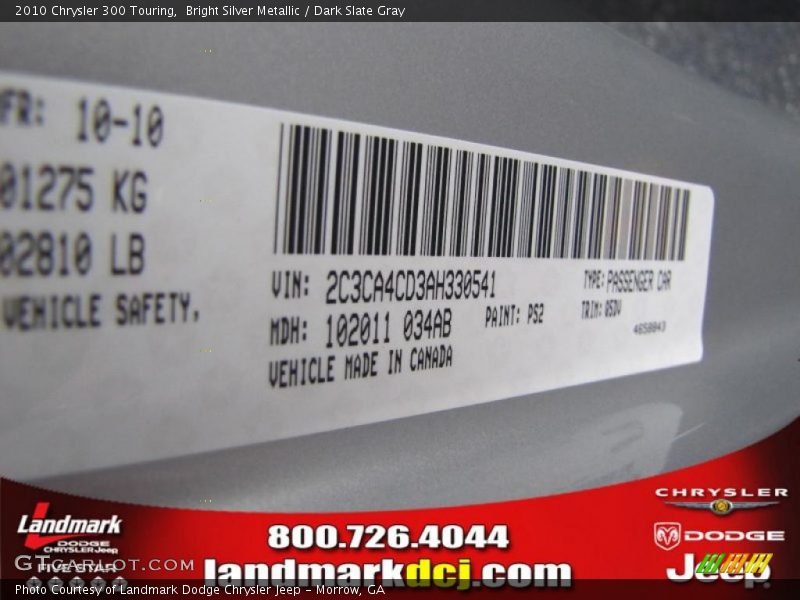 2010 Chrysler 300 Touring,  Bright Silver Metallic / Dark Slate Gray
FR: 10-10
01275 KG
02810 LB
VEHICLE SAFETY,
VIN: 2C3CA4CD3AH330541
TYPE: PASSENGER CAR
MDH: 102011 034AB
PAINT: PS2
TRIM: 05DV
VEHICLE MADE IN CANADA
CHRYSLER
DODGE
Jeep
Landmark
DODGE
CHRYSLER Jeep
FIVE STAR
800.726.4044
landmarkdcj.com
GTcarlot.com
Photo Courtesy of Landmark Dodge Chrysler Jeep – Morrow, GA